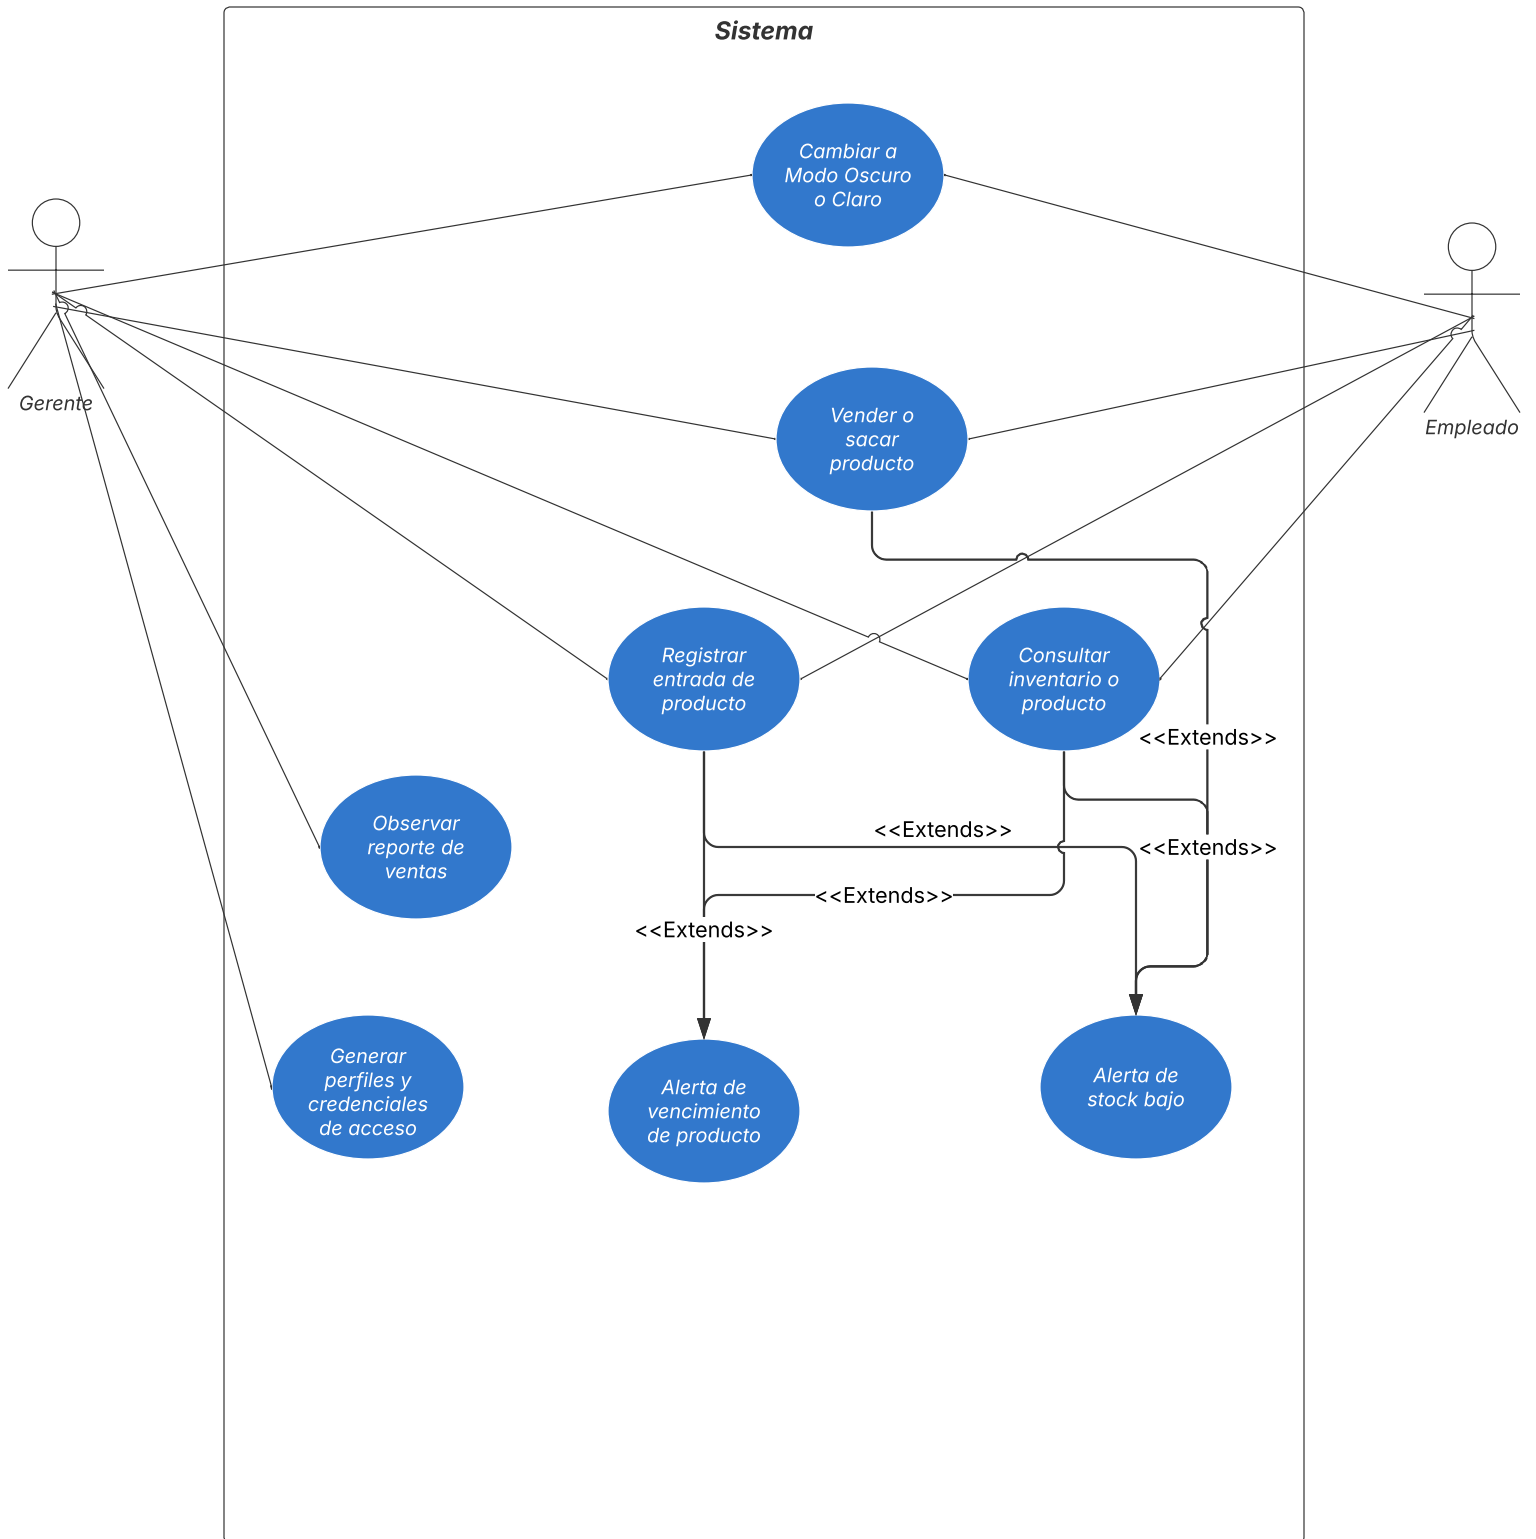 Sistema
Cambiar a
Modo Oscuro
o Claro
Gerente
Empleado
Vender o
sacar
producto
Registrar
entrada de
producto
Consultar
inventario o
producto
<<Extends>>
Observar
reporte de
ventas
<<Extends>>
<<Extends>>
<<Extends>>
<<Extends>>
Generar
perfiles y
credenciales
de acceso
Alerta de
vencimiento
de producto
Alerta de
stock bajo